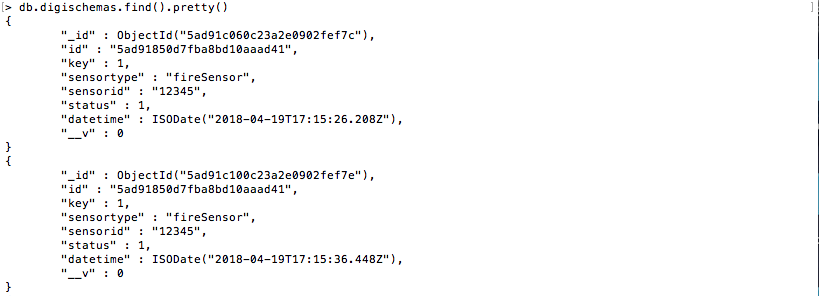 [> db.digischemas.find().pretty() ]
{
        "_id" : ObjectId("5ad91c060c23a2e0902fef7c"),
        "id" : "5ad91850d7fba8bd10aaad41",
        "key" : 1,
        "sensortype" : "fireSensor",
        "sensorid" : "12345",
        "status" : 1,
        "datetime" : ISODate("2018-04-19T17:15:26.208Z"),
        "__v" : 0
}
{
        "_id" : ObjectId("5ad91c100c23a2e0902fef7e"),
        "id" : "5ad91850d7fba8bd10aaad41",
        "key" : 1,
        "sensortype" : "fireSensor",
        "sensorid" : "12345",
        "status" : 1,
        "datetime" : ISODate("2018-04-19T17:15:36.448Z"),
        "__v" : 0
}